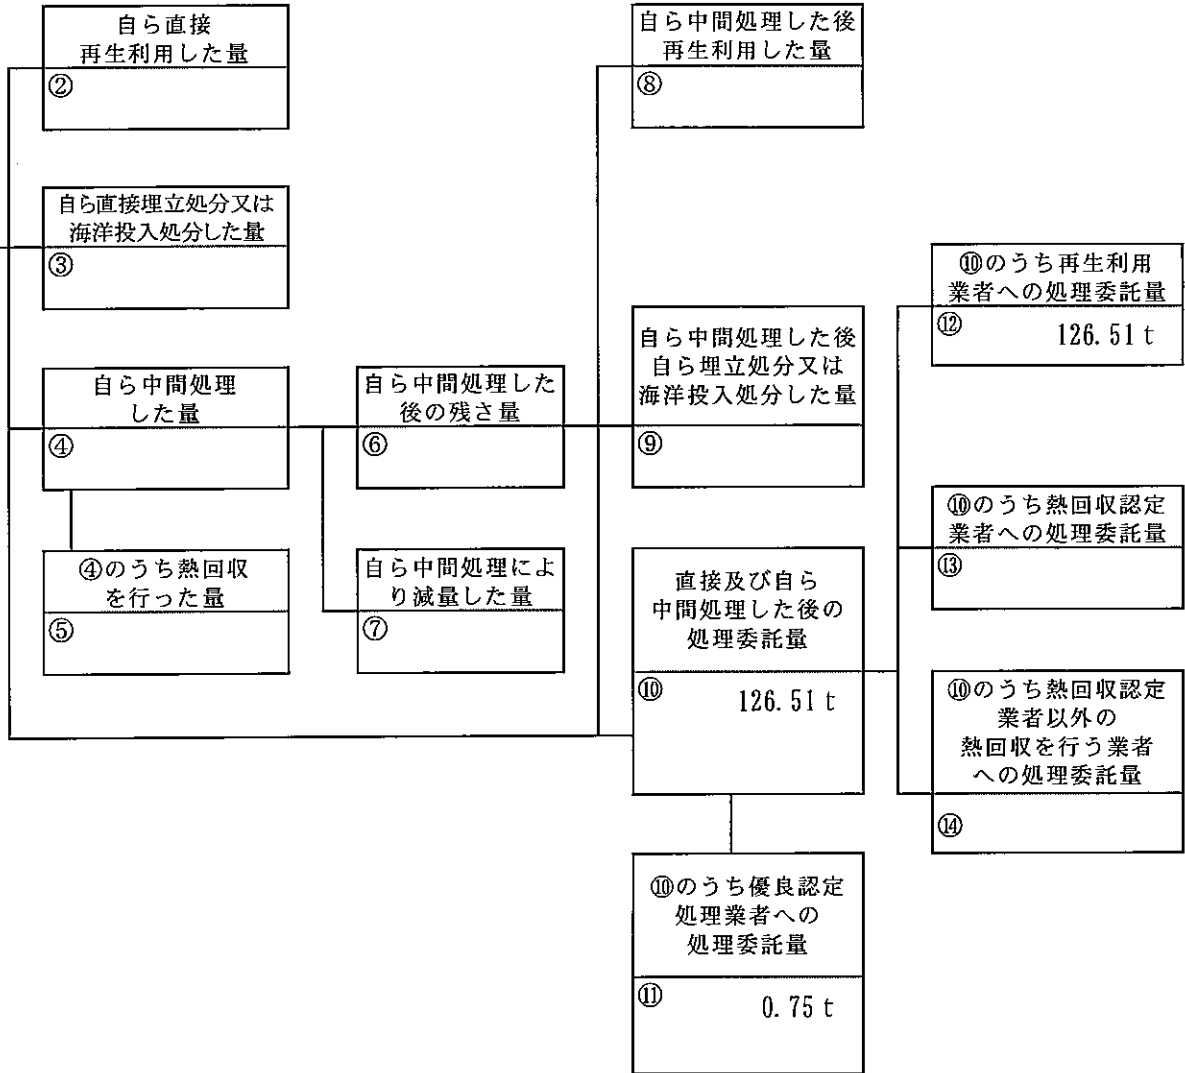 自ら直接
再生利用した量
②
自ら直接埋立処分又は
海洋投入処分した量
③
自ら中間処理
した量
④
④のうち熱回収
を行った量
⑤
自ら中間処理した
後の残さ量
⑥
自ら中間処理によ
り減量した量
⑦
自ら中間処理した後
再生利用した量
⑧
自ら中間処理した後
自ら埋立処分又は
海洋投入処分した量
⑨
直接及び自ら
中間処理した後の
処理委託量
⑩ 126.51 t
⑩のうち優良認定
処理業者への
処理委託量
⑪ 0.75 t
⑩のうち再生利用
業者への処理委託量
⑫ 126.51 t
⑩のうち熱回収認定
業者への処理委託量
⑬
⑩のうち熱回収認定
業者以外の
熱回収を行う業者
への処理委託量
⑭